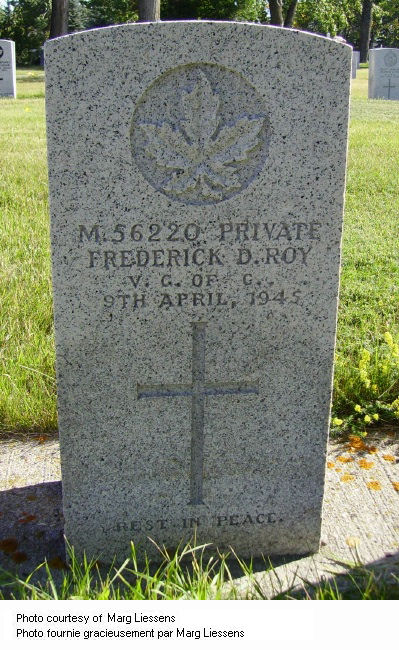 M.56220 PRIVATE
FREDERICK D. ROY
V. G. OF C.
9TH APRIL, 1945
REST IN PEACE.
Photo courtesy of Marg Liessens
Photo fournie gracieusement par Marg Liessens